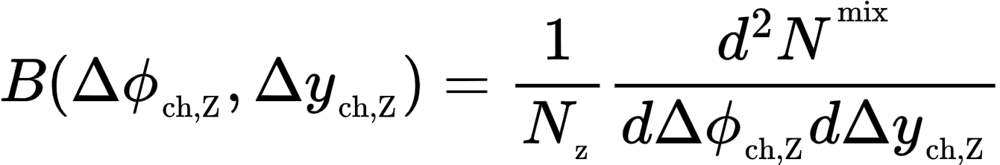 B(Δϕ_{ch,Z}, Δy_{ch,Z}) = \frac{1}{N_z} \frac{d^2 N^{mix}}{dΔϕ_{ch,Z} dΔy_{ch,Z}}